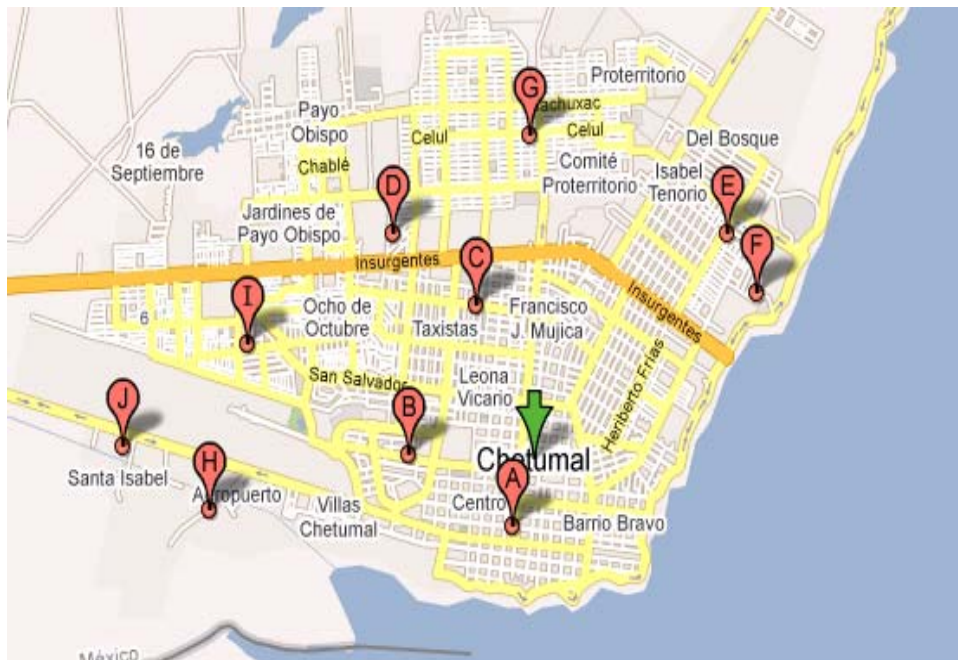 Proterritorio
G
Payo
Obispo
achuxac
Celul
Celul
Del Bosque
16 de
Septiembre
Chablé
Comité
Proterritorio
Isabel
Tenorio
D
E
Jardines de
Payo Obispo
F
C
Insurgentes
I
Insurgentes
6
Ocho de
Octubre
Taxistas
Francisco
J. Mujica
San Salvador
Leona
Vicario
Heriberto Frías
J
B
Chetumal
H
Santa Isabel
Aeropuerto
A
Villas
Chetumal
Centro
Barrio Bravo
México